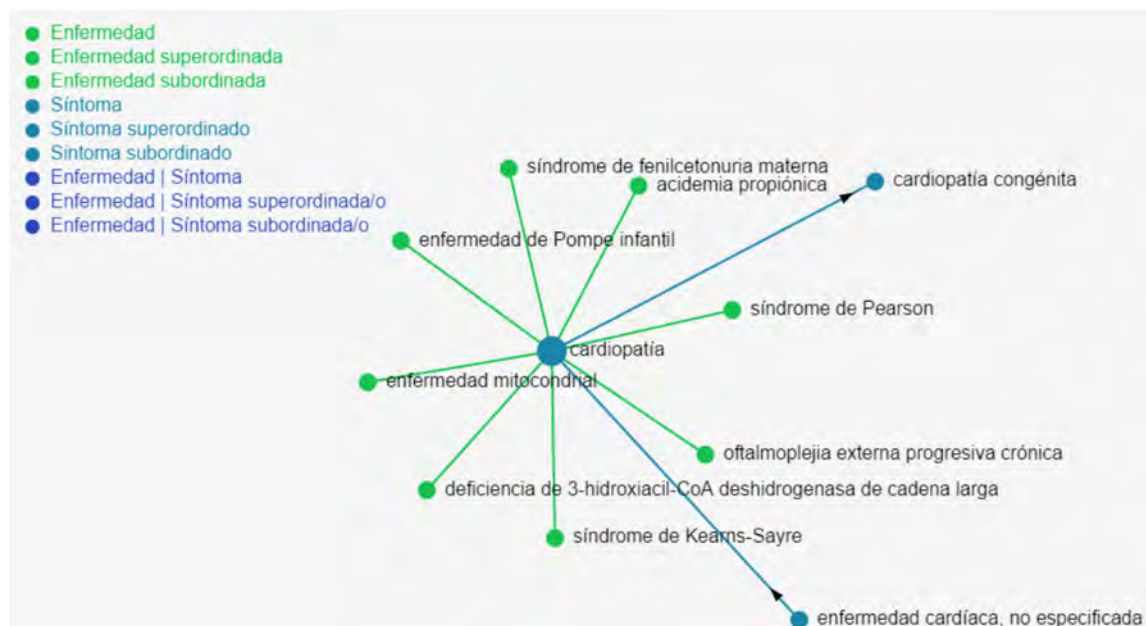 Enfermedad
Enfermedad superordinada
Enfermedad subordinada
Síntoma
Síntoma superordinado
Sintoma subordinado
Enfermedad | Síntoma
Enfermedad | Síntoma superordinada/o
Enfermedad | Síntoma subordinada/o
síndrome de fenilcetonuria materna
acidemia propiónica
cardiopatía congénita
enfermedad de Pompe infantil
síndrome de Pearson
cardiopatía
enfermedad mitocondrial
oftalmoplejia externa progresiva crónica
deficiencia de 3-hidroxiacil-CoA deshidrogenasa de cadena larga
síndrome de Kearns-Sayre
enfermedad cardíaca, no especificada